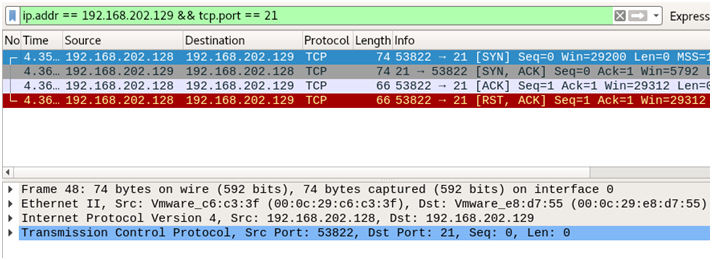 ip.addr == 192.168.202.129 && tcp.port == 21 Express
No Time Source Destination Protocol Length Info
4.35… 192.168.202.128 192.168.202.129 TCP 74 53822 → 21 [SYN] Seq=0 Win=29200 Len=0 MSS=1
4.36… 192.168.202.129 192.168.202.128 TCP 74 21 → 53822 [SYN, ACK] Seq=0 Ack=1 Win=5792 L
4.36… 192.168.202.128 192.168.202.129 TCP 66 53822 → 21 [ACK] Seq=1 Ack=1 Win=29312 Len=0
4.36… 192.168.202.128 192.168.202.129 TCP 66 53822 → 21 [RST, ACK] Seq=1 Ack=1 Win=29312
Frame 48: 74 bytes on wire (592 bits), 74 bytes captured (592 bits) on interface 0
Ethernet II, Src: Vmware_c6:c3:3f (00:0c:29:c6:c3:3f), Dst: Vmware_e8:d7:55 (00:0c:29:e8:d7:55)
Internet Protocol Version 4, Src: 192.168.202.128, Dst: 192.168.202.129
Transmission Control Protocol, Src Port: 53822, Dst Port: 21, Seq: 0, Len: 0